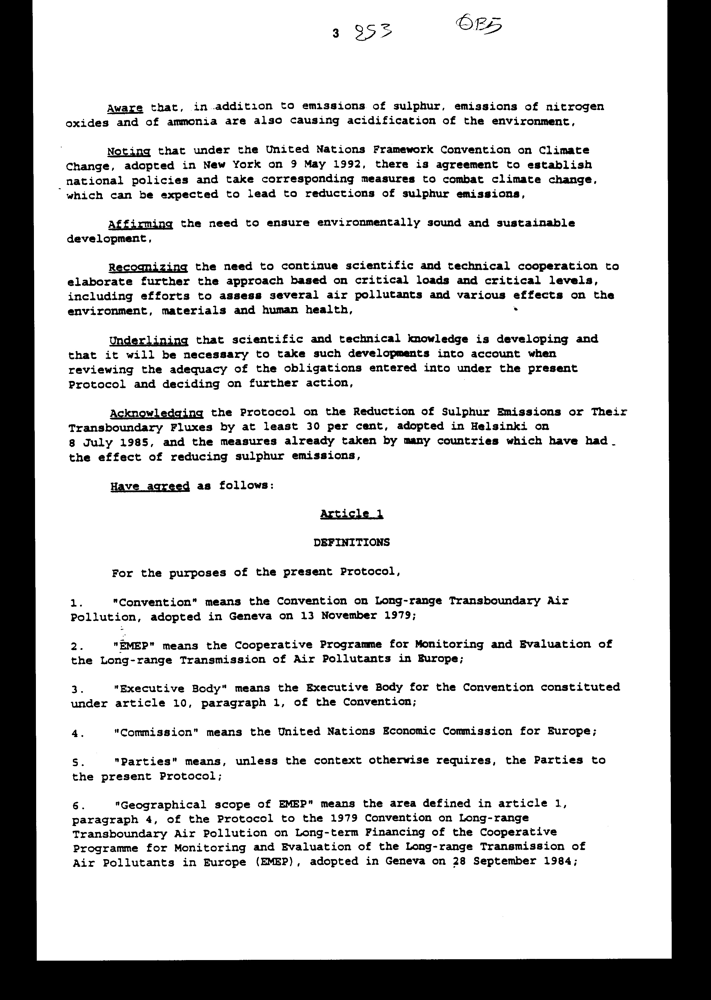 3 953
Aware that, in addition to emissions of sulphur, emissions of nitrogen
oxides and of ammonia are also causing acidification of the environment,
Noting that under the United Nations Framework Convention on Climate
Change, adopted in New York on 9 May 1992, there is agreement to establish
national policies and take corresponding measures to combat climate change,
which can be expected to lead to reductions of sulphur emissions,
Affirming the need to ensure environmentally sound and sustainable
development,
Recognizing the need to continue scientific and technical cooperation to
elaborate further the approach based on critical loads and critical levels,
including efforts to assess several air pollutants and various effects on the
environment, materials and human health,
Underlining that scientific and technical knowledge is developing and
that it will be necessary to take such developments into account when
reviewing the adequacy of the obligations entered into under the present
Protocol and deciding on further action,
Acknowledging the Protocol on the Reduction of Sulphur Emissions or Their
Transboundary Fluxes by at least 30 per cent, adopted in Helsinki on
8 July 1985, and the measures already taken by many countries which have had
the effect of reducing sulphur emissions,
Have agreed as follows:
Article 1
DEFINITIONS
For the purposes of the present Protocol,
1. "Convention" means the Convention on Long-range Transboundary Air
Pollution, adopted in Geneva on 13 November 1979;
2. "EMEP" means the Cooperative Programme for Monitoring and Evaluation of
the Long-range Transmission of Air Pollutants in Europe;
3. "Executive Body" means the Executive Body for the Convention constituted
under article 10, paragraph 1, of the Convention;
4. "Commission" means the United Nations Economic Commission for Europe;
5. "Parties" means, unless the context otherwise requires, the Parties to
the present Protocol;
6. "Geographical scope of EMEP" means the area defined in article 1,
paragraph 4, of the Protocol to the 1979 Convention on Long-range
Transboundary Air Pollution on Long-term Financing of the Cooperative
Programme for Monitoring and Evaluation of the Long-range Transmission of
Air Pollutants in Europe (EMEP), adopted in Geneva on 28 September 1984;